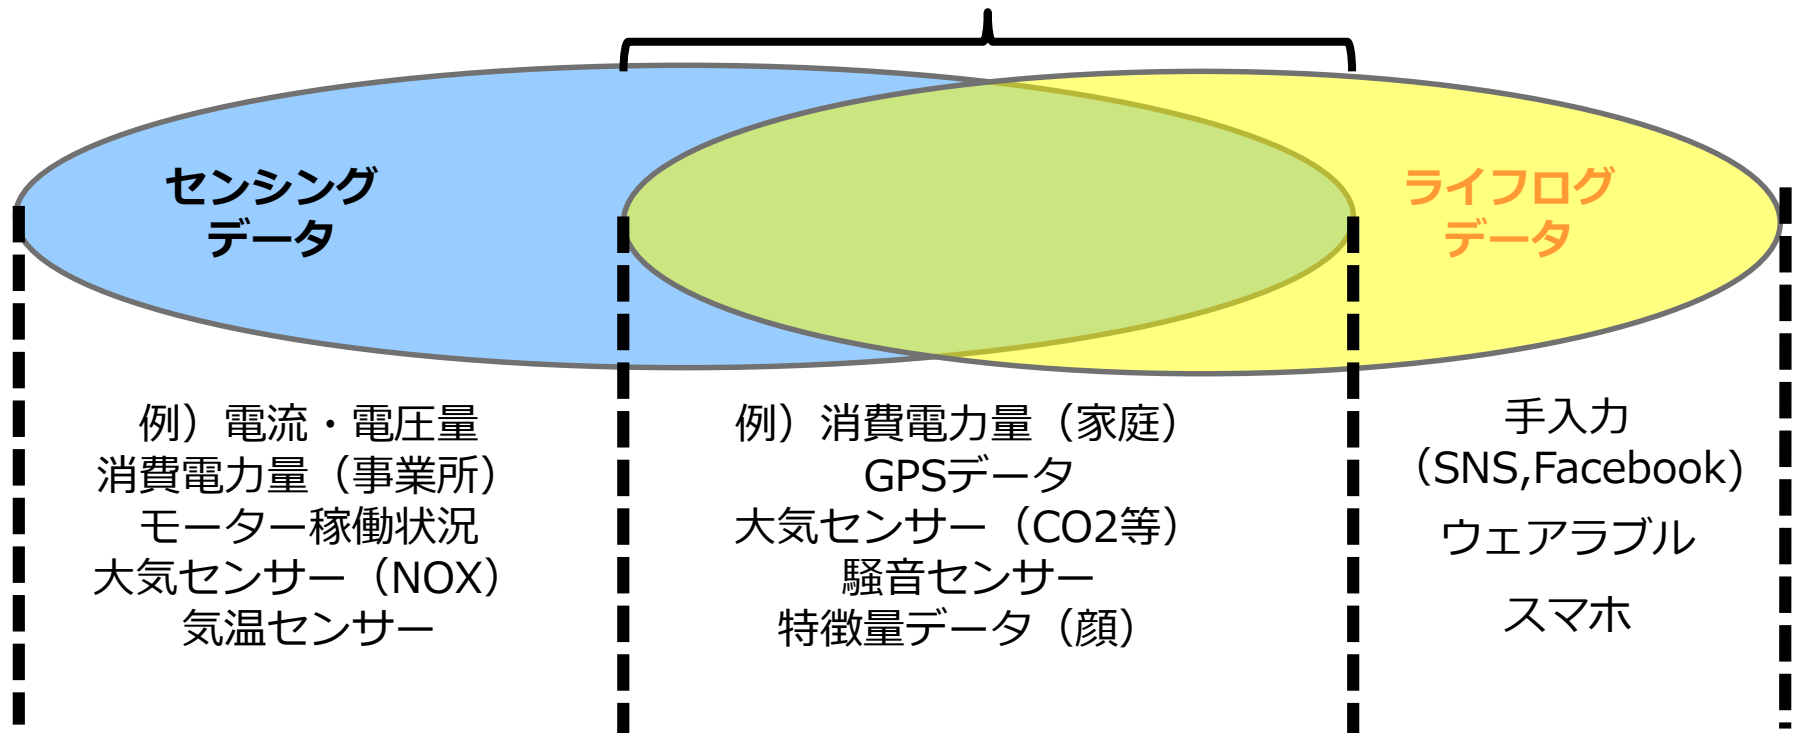 センシング
データ
ライフログ
データ
例）電流・電圧量
消費電力量（事業所）
モーター稼働状況
大気センサー（NOX）
気温センサー
例）消費電力量（家庭）
GPSデータ
大気センサー（CO2等）
騒音センサー
特徴量データ（顔）
手入力
（SNS,Facebook）
ウェアラブル
スマホ